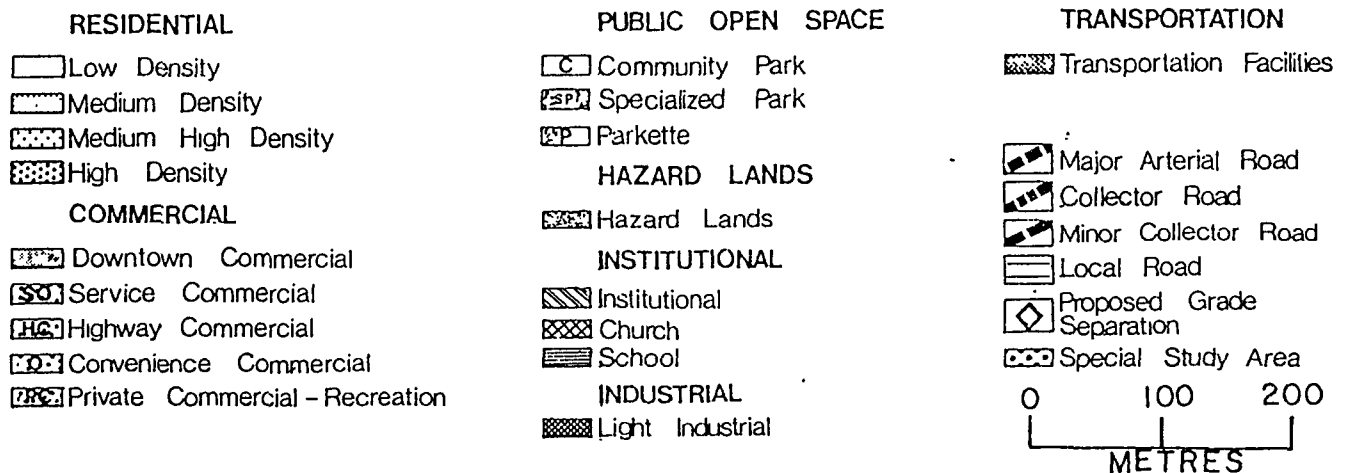 RESIDENTIAL
Low Density
Medium Density
Medium High Density
High Density
COMMERCIAL
Downtown Commercial
SO Service Commercial
HC Highway Commercial
Convenience Commercial
Private Commercial - Recreation
PUBLIC OPEN SPACE
C Community Park
SP Specialized Park
P Parkette
HAZARD LANDS
Hazard Lands
INSTITUTIONAL
Institutional
Church
School
INDUSTRIAL
Light Industrial
TRANSPORTATION
Transportation Facilities
Major Arterial Road
Collector Road
Minor Collector Road
Local Road
Proposed Grade
Separation
Special Study Area
0 100 200
METRES